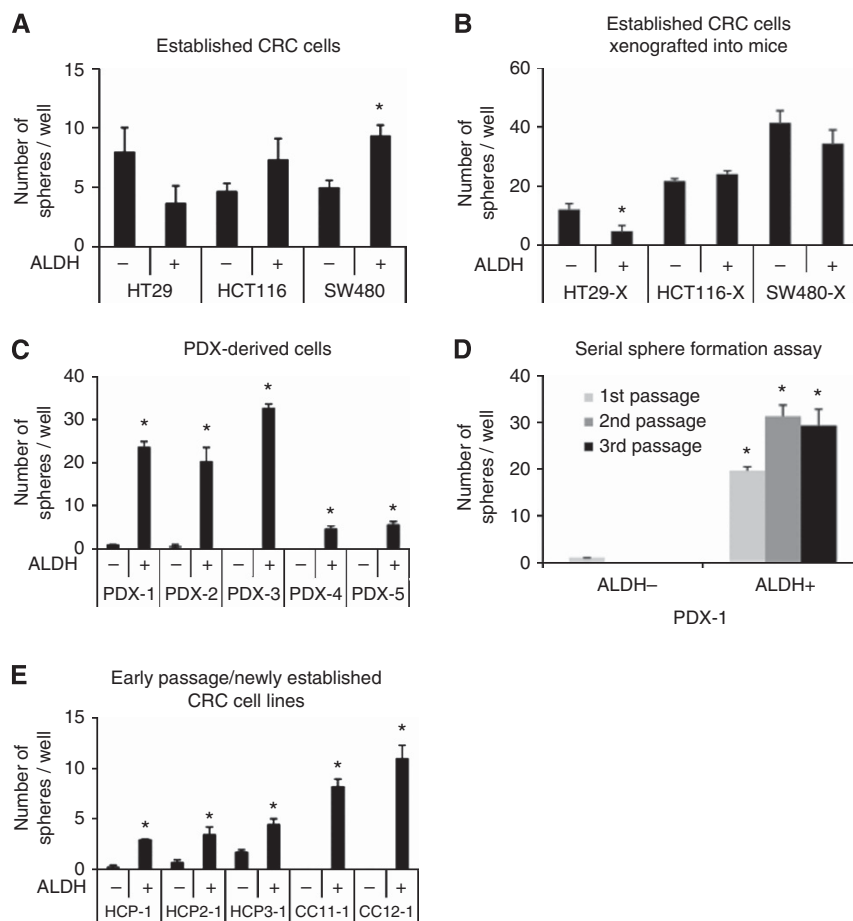 A
Established CRC cells
Number of
spheres / well
15
10
5
0
*
ALDH – + – + – +
HT29 HCT116 SW480
B
Established CRC cells
xenografted into mice
Number of
spheres / well
60
40
20
0
*
ALDH – + – + – +
HT29-X HCT116-X SW480-X
C
PDX-derived cells
Number of
spheres / well
40
30
20
10
0
* * * * *
ALDH – + – + – + – + – +
PDX-1 PDX-2 PDX-3 PDX-4 PDX-5
D
Serial sphere formation assay
Number of
spheres / well
40
30
20
10
0
1st passage
2nd passage
3rd passage
* * *
ALDH– ALDH+
PDX-1
E
Early passage/newly established
CRC cell lines
Number of
spheres / well
15
10
5
0
* * * * *
ALDH – + – + – + – + – +
HCP-1 HCP2-1 HCP3-1 CC11-1 CC12-1